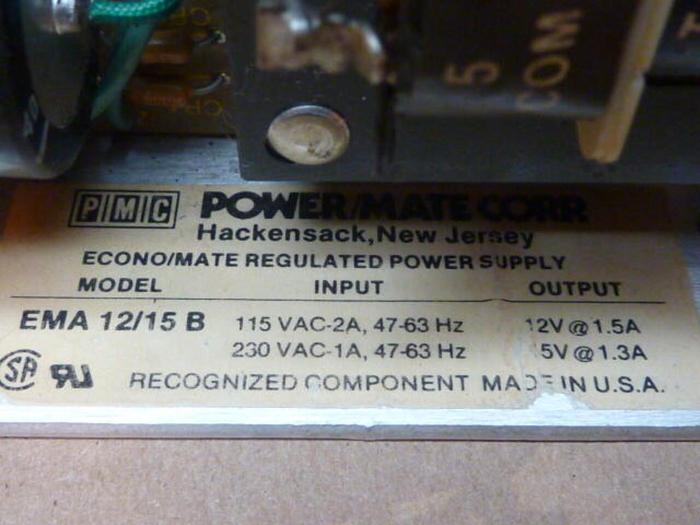 5
COM
PMC POWER/MATE CORP
Hackensack, New Jersey
ECONO/MATE REGULATED POWER SUPPLY
MODEL INPUT OUTPUT
EMA 12/15 B 115 VAC-2A, 47-63 Hz 12V @ 1.5A
230 VAC-1A, 47-63 Hz 15V @ 1.3A
SA RU RECOGNIZED COMPONENT MADE IN U.S.A.